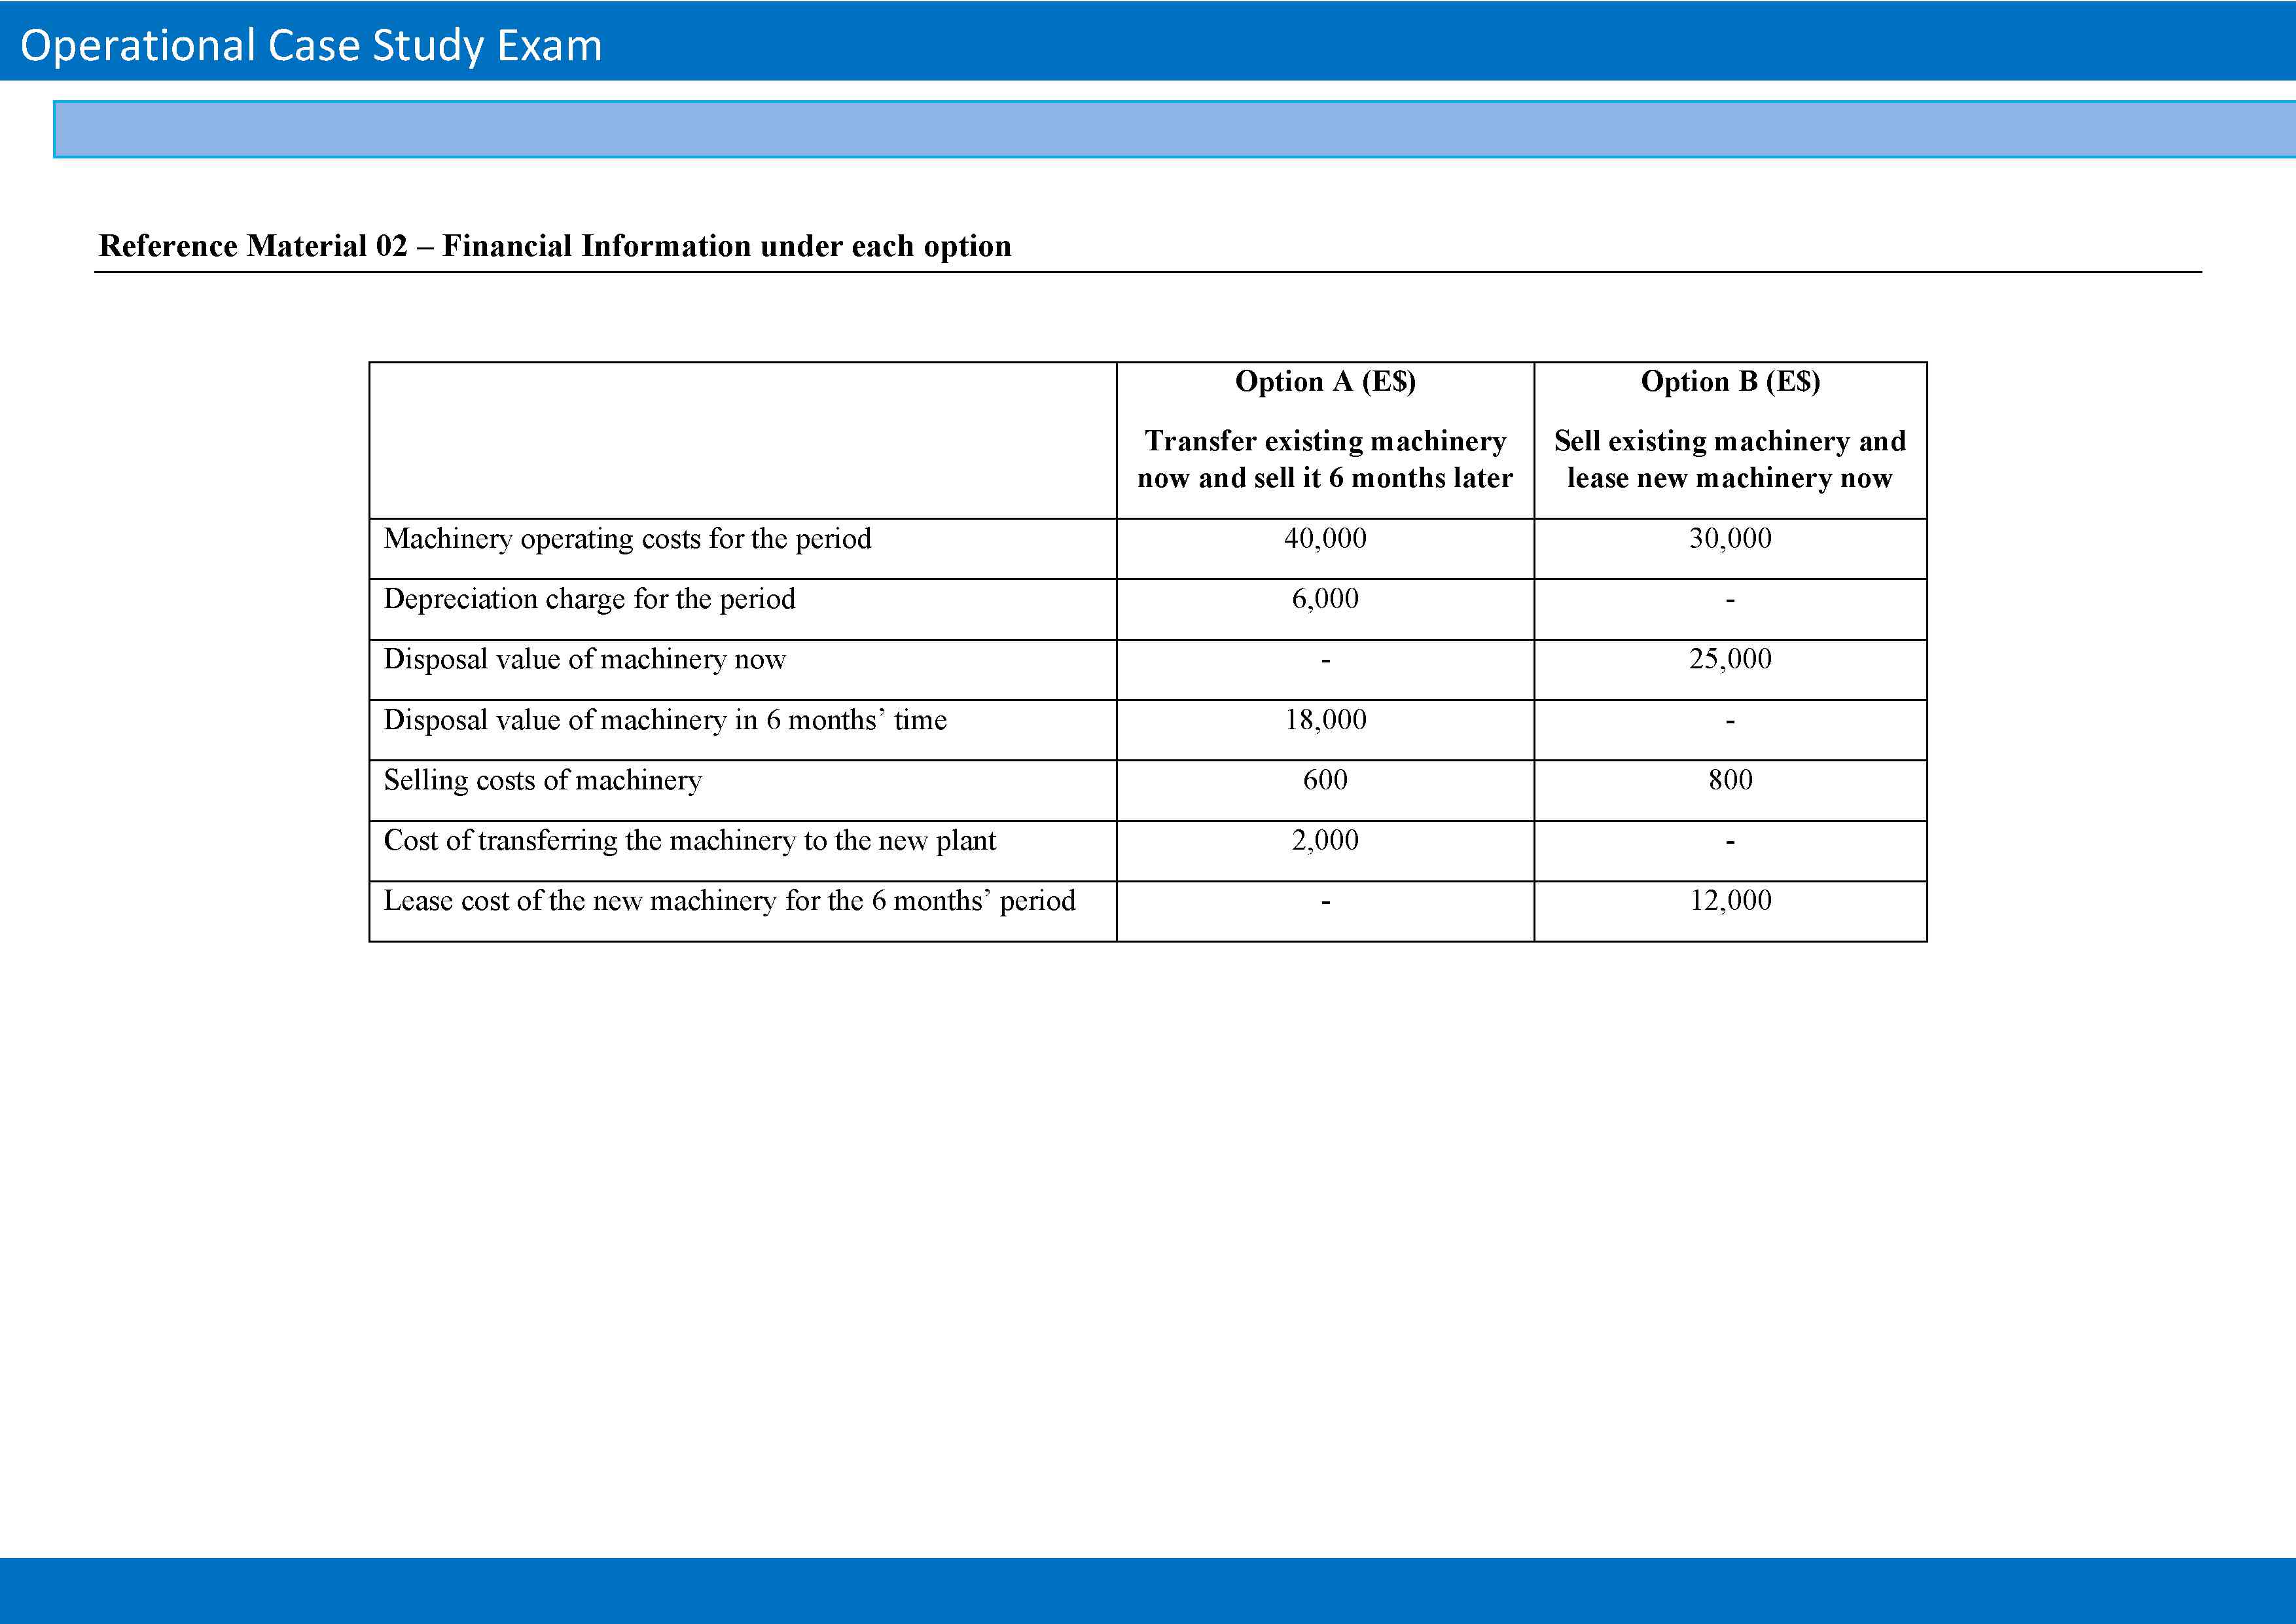 Operational Case Study Exam
Reference Material 02 – Financial Information under each option
Option A (E$)
Transfer existing machinery
now and sell it 6 months later
Option B (E$)
Sell existing machinery and
lease new machinery now
Machinery operating costs for the period 40,000 30,000
Depreciation charge for the period 6,000 -
Disposal value of machinery now - 25,000
Disposal value of machinery in 6 months’ time 18,000 -
Selling costs of machinery 600 800
Cost of transferring the machinery to the new plant 2,000 -
Lease cost of the new machinery for the 6 months’ period - 12,000